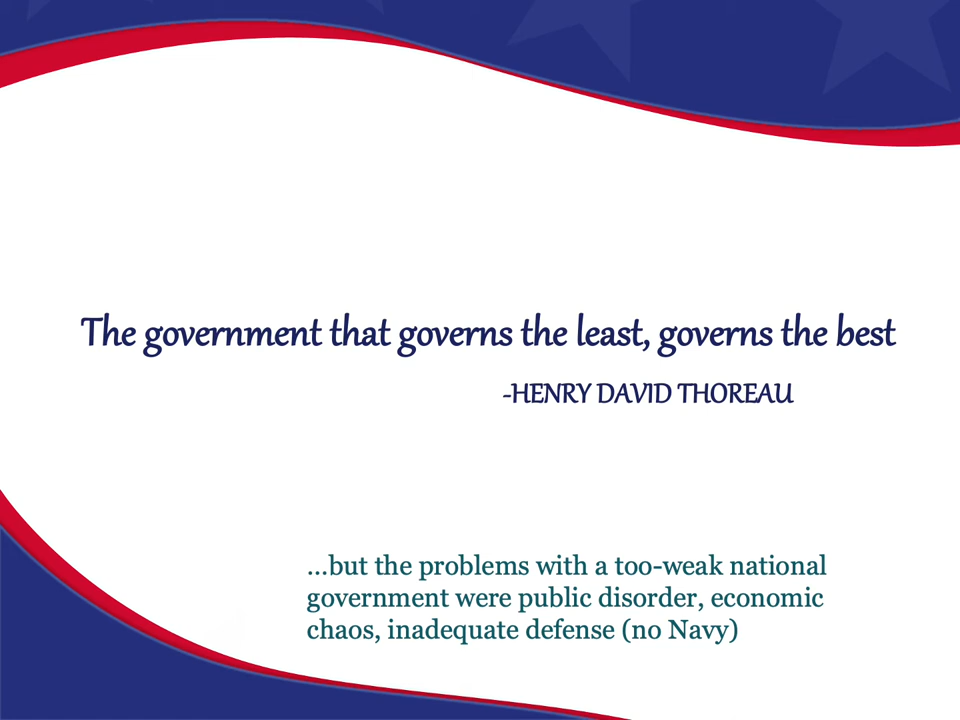 The government that governs the least, governs the best
-HENRY DAVID THOREAU
...but the problems with a too-weak national
government were public disorder, economic
chaos, inadequate defense (no Navy)